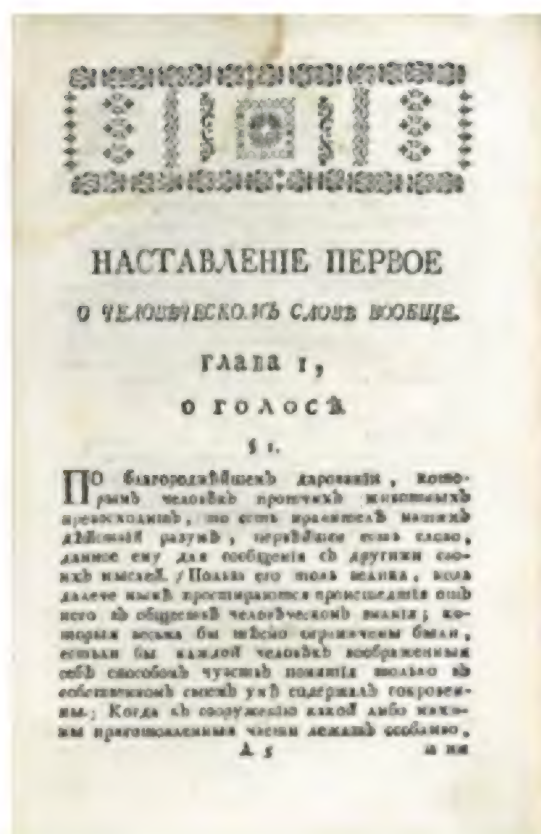 НАСТАВЛЕНІЕ ПЕРВОЕ
О ЧЕЛОВѢЧЕСКОМЪ СЛОВѢ ВООБЩЕ.
ГЛАВА I,
О ГОЛОСѢ
§ 1.
ПО благороднѣйшемъ дарованіи, кото-
рымъ человѣкъ прочихъ животныхъ
превосходитъ, то есть правителѣ нашихъ
дѣйствій разумѣ, первѣйшее есть слово,
данное ему для сообщенія съ другими сво-
ихъ мыслей. Польза его толь велика, коль
далече нынѣ простираются происшедшія отъ
него въ обществѣ человѣческомъ знанія; ко-
торыя весьма бы тѣсно ограничены были,
естьли бы каждой человѣкъ воображенныя
себѣ способомъ чувствъ понятія только въ
собственномъ своемъ умѣ содержалъ сокровен-
ны; Когда къ сооруженію какой либо махи-
ны приготовленныя части лежатъ особливо,
А 5
и ни